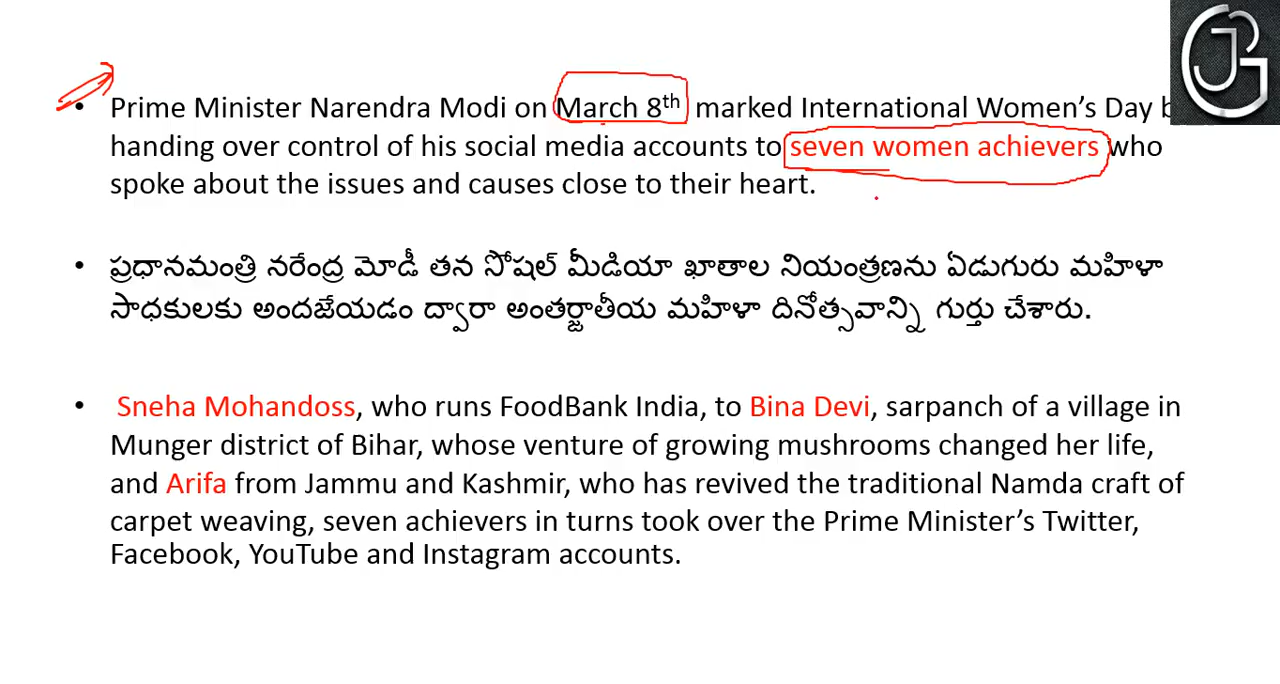 • Prime Minister Narendra Modi on March 8th marked International Women's Day
handing over control of his social media accounts to seven women achievers who
spoke about the issues and causes close to their heart.
• ప్రధానమంత్రి నరేంద్ర మోడీ తన సోషల్ మీడియా ఖాతాల నియంత్రణను ఏడుగురు మహిళా
సాధకులకు అందజేయడం ద్వారా అంతర్జాతీయ మహిళా దినోత్సవాన్ని గుర్తు చేశారు.
• Sneha Mohandoss, who runs FoodBank India, to Bina Devi, sarpanch of a village in
Munger district of Bihar, whose venture of growing mushrooms changed her life,
and Arifa from Jammu and Kashmir, who has revived the traditional Namda craft of
carpet weaving, seven achievers in turns took over the Prime Minister's Twitter,
Facebook, YouTube and Instagram accounts.